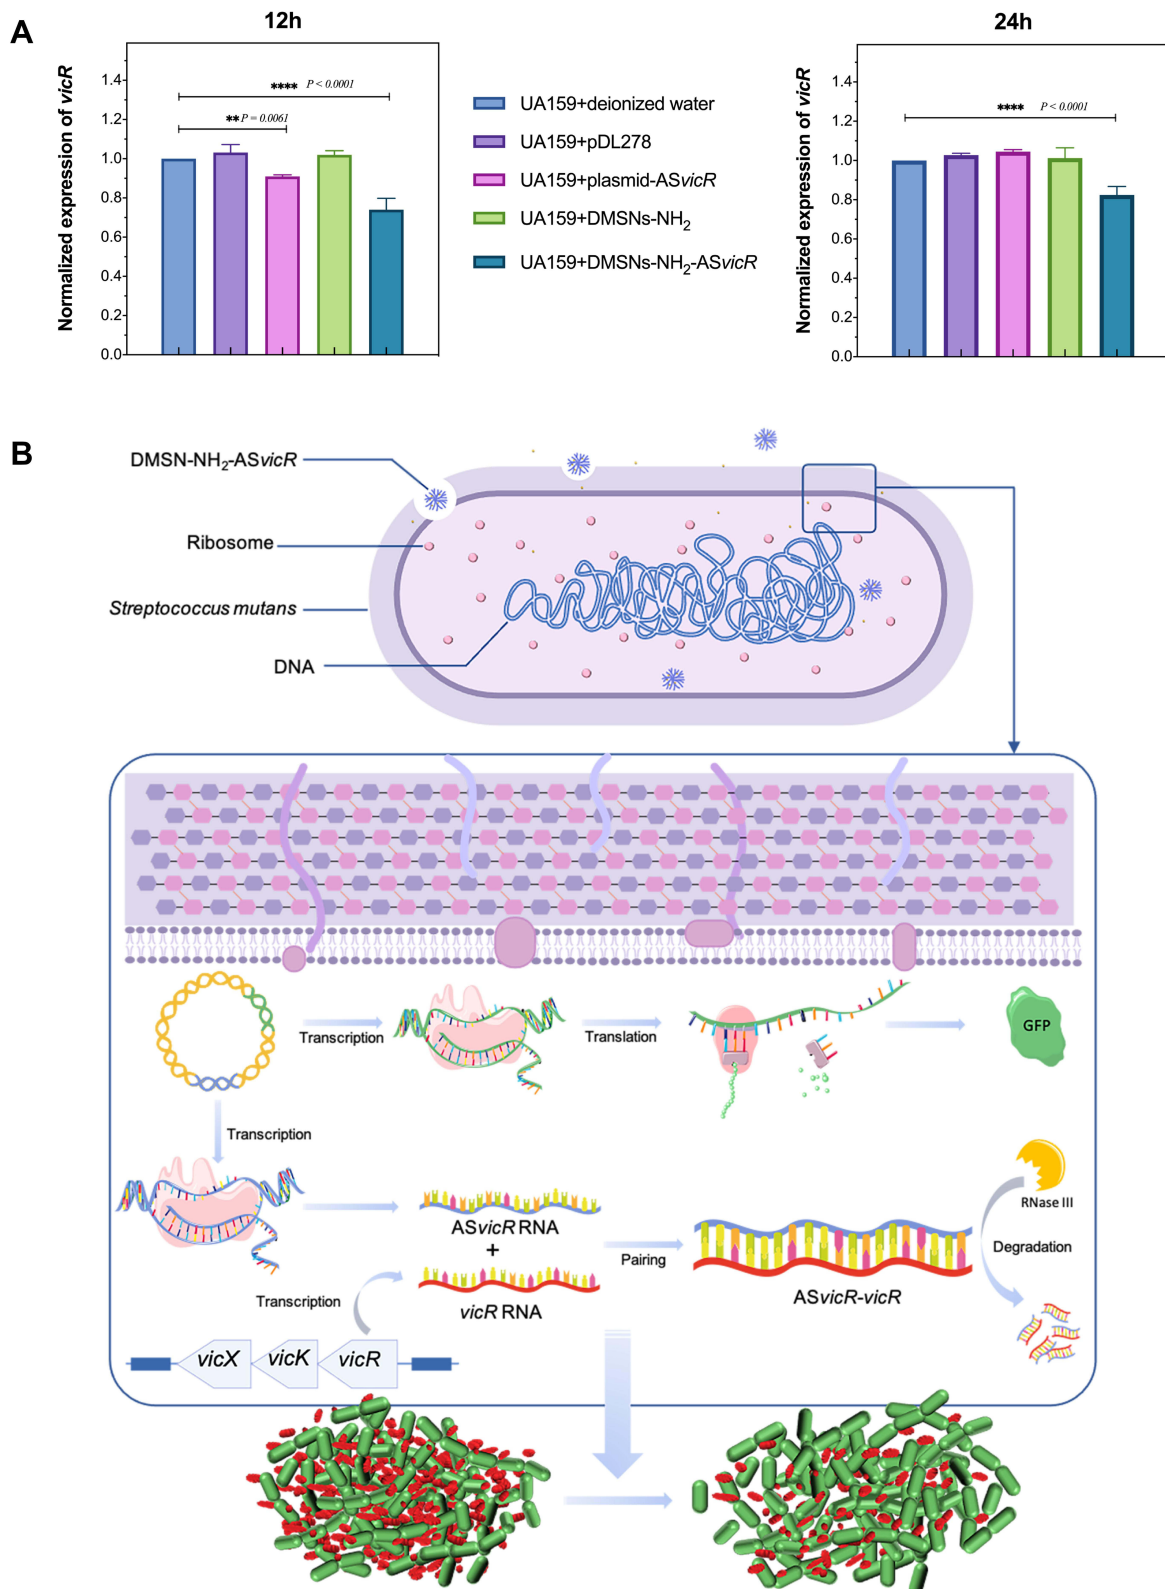 A
12h
Normalized expression of vicR
1.4
1.2
1.0
0.8
0.6
0.4
0.2
0.0
**** P < 0.0001
** P = 0.0061
UA159+deionized water
UA159+pDL278
UA159+plasmid-ASvicR
UA159+DMSNs-NH2
UA159+DMSNs-NH2-ASvicR
24h
Normalized expression of vicR
1.4
1.2
1.0
0.8
0.6
0.4
0.2
0.0
**** P < 0.0001
B
DMSN-NH2-ASvicR
Ribosome
Streptococcus mutans
DNA
Transcription
Translation
GFP
Transcription
ASvicR RNA
+
vicR RNA
Transcription
Pairing
ASvicR-vicR
RNase III
Degradation
vicX
vicK
vicR